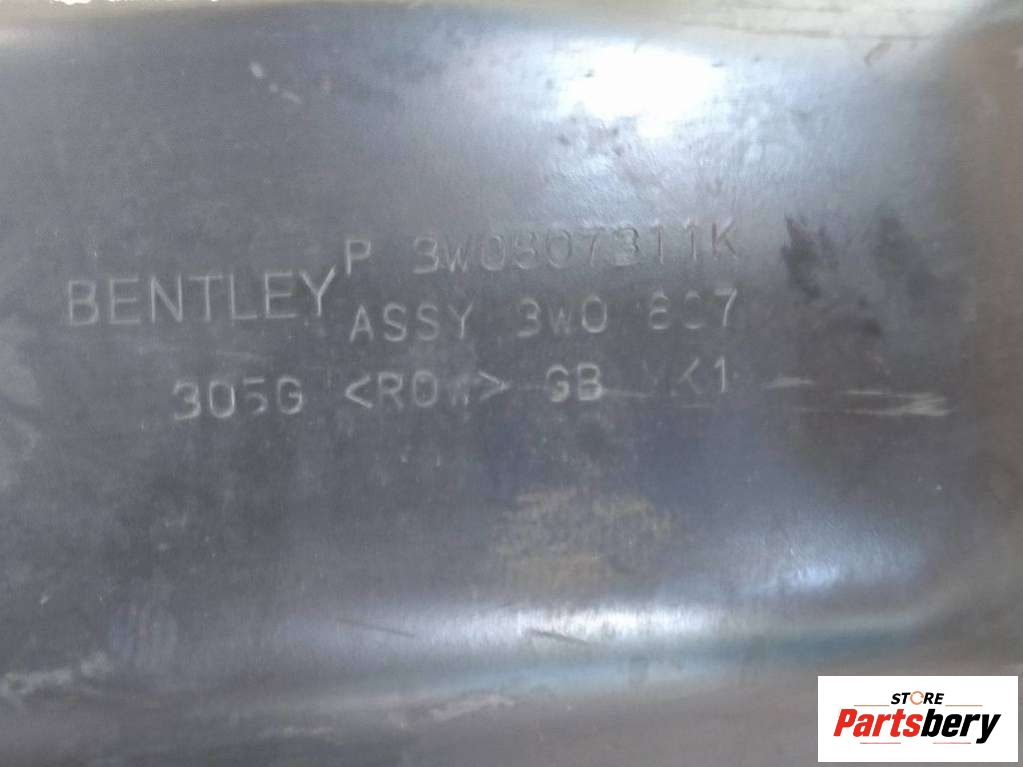 P 3W0807311K
BENTLEY
ASSY 3W0 807
305G <ROW> GB
STORE
Partsbery